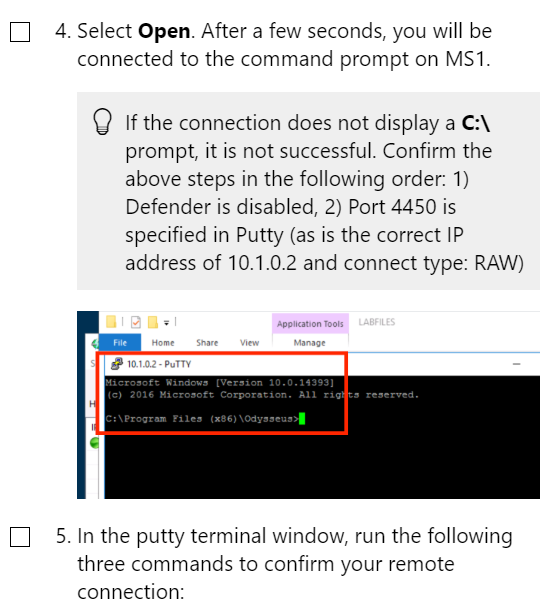 4. Select Open. After a few seconds, you will be
connected to the command prompt on MS1.
If the connection does not display a C:\
prompt, it is not successful. Confirm the
above steps in the following order: 1)
Defender is disabled, 2) Port 4450 is
specified in Putty (as is the correct IP
address of 10.1.0.2 and connect type: RAW)
Application Tools LABFILES
File Home Share View Manage
10.1.0.2 - PuTTY
Microsoft Windows [Version 10.0.14393]
(c) 2016 Microsoft Corporation. All rights reserved.
C:\Program Files (x86)\Odysseus>
5. In the putty terminal window, run the following
three commands to confirm your remote
connection: